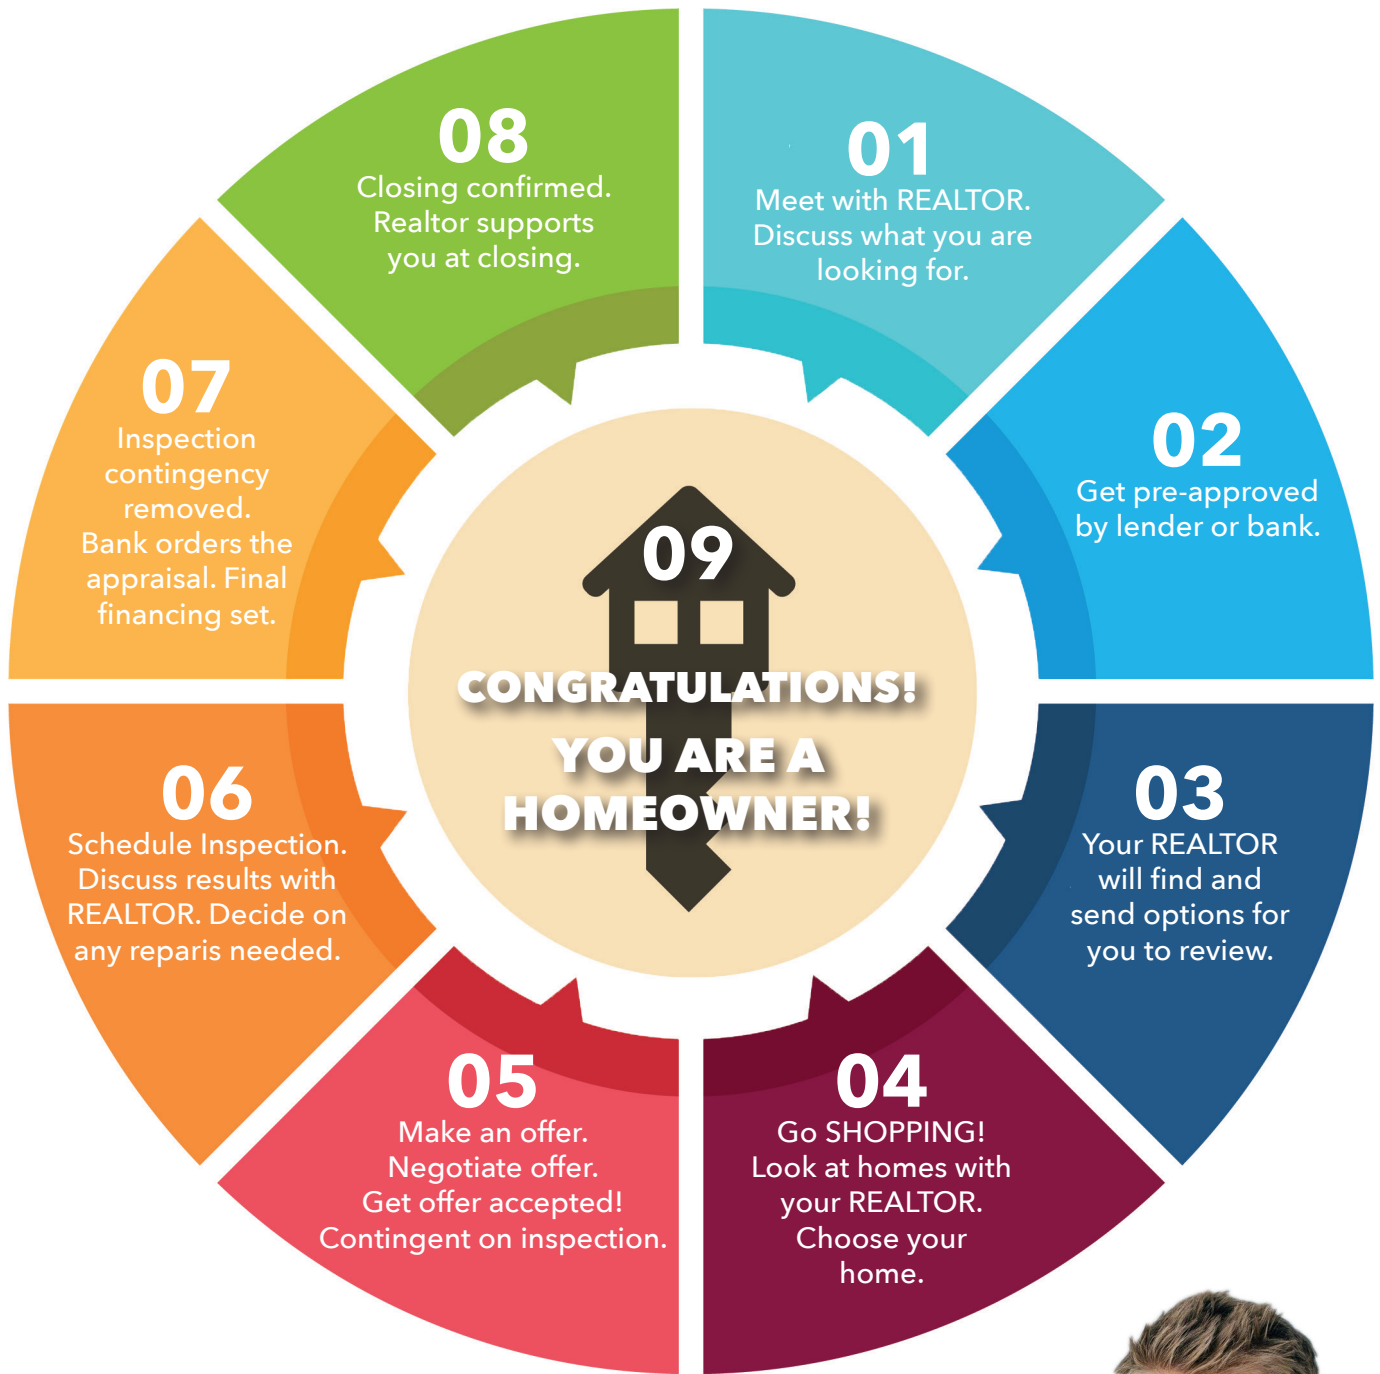 01
Meet with REALTOR.
Discuss what you are
looking for.
02
Get pre-approved
by lender or bank.
03
Your REALTOR
will find and
send options for
you to review.
04
Go SHOPPING!
Look at homes with
your REALTOR.
Choose your
home.
05
Make an offer.
Negotiate offer.
Get offer accepted!
Contingent on inspection.
06
Schedule Inspection.
Discuss results with
REALTOR. Decide on
any reparis needed.
07
Inspection
contingency
removed.
Bank orders the
appraisal. Final
financing set.
08
Closing confirmed.
Realtor supports
you at closing.
09
CONGRATULATIONS!
YOU ARE A
HOMEOWNER!